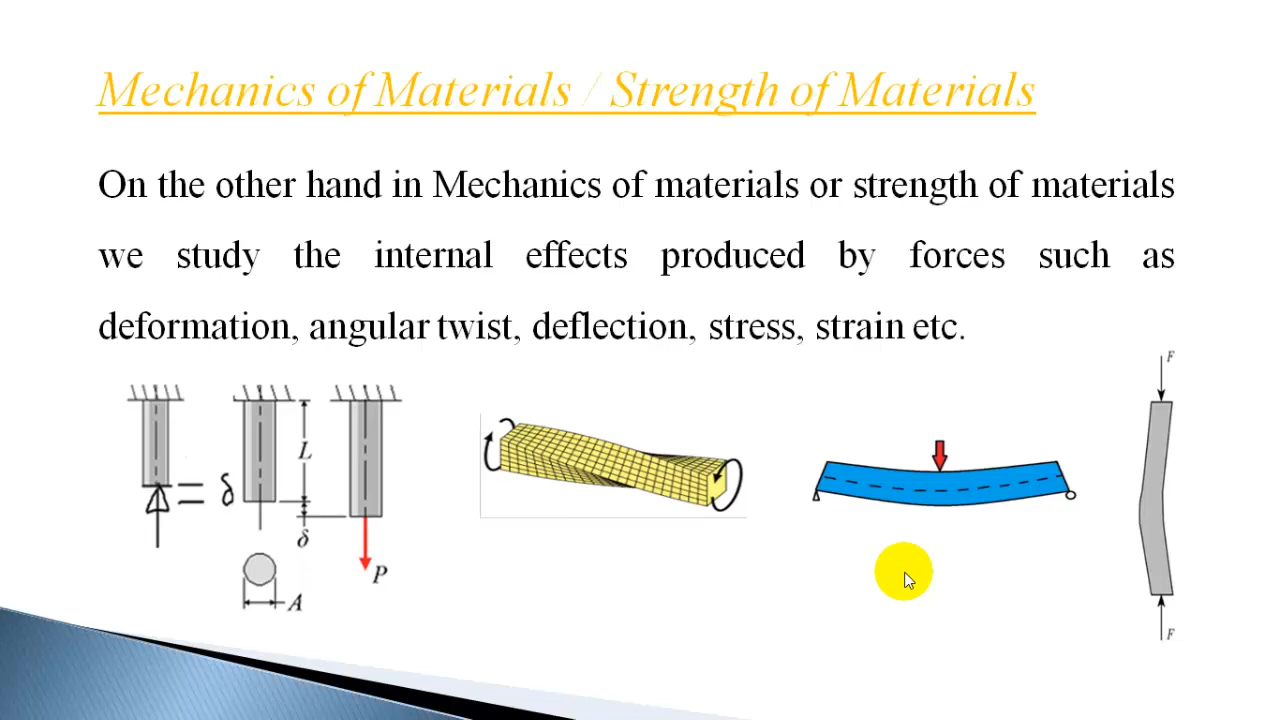 Mechanics of Materials / Strength of Materials
On the other hand in Mechanics of materials or strength of materials
we study the internal effects produced by forces such as
deformation, angular twist, deflection, stress, strain etc.
F
L
= δ
δ
P
A
F